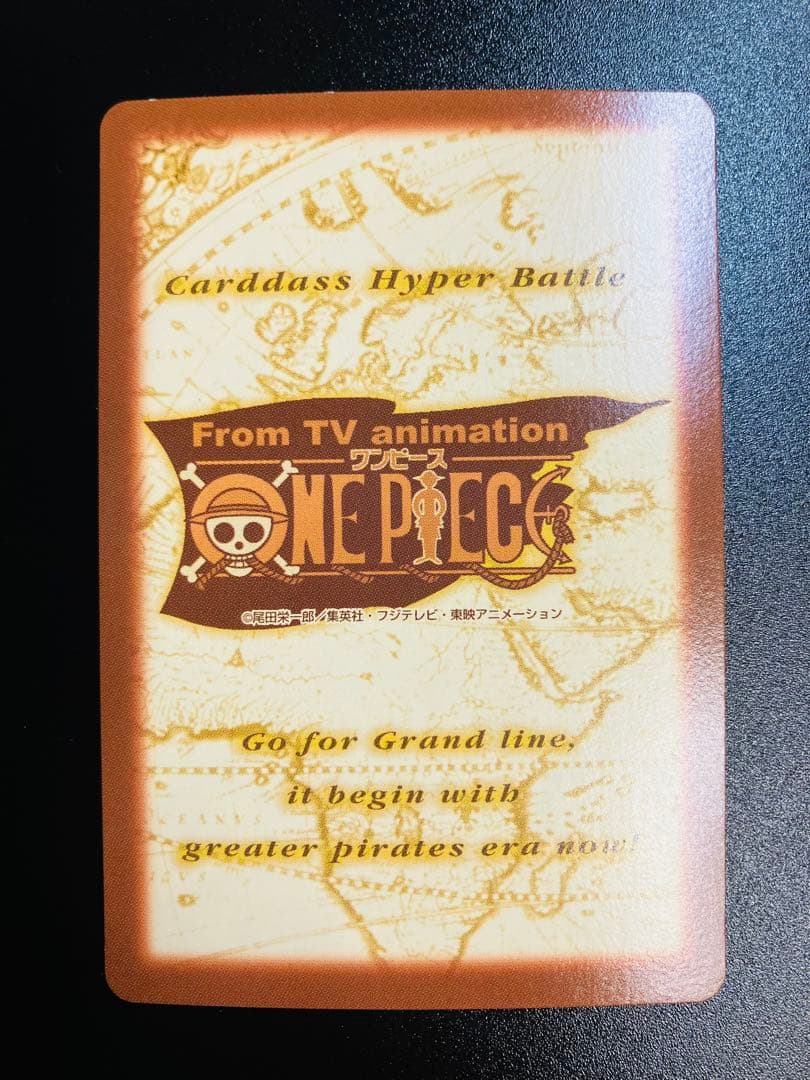 Carddass Hyper Battle
From TV animation
ワンピース
ONE PIECE
©尾田栄一郎／集英社・フジテレビ・東映アニメーション
Go for Grand line,
it begin with
greater pirates era now!